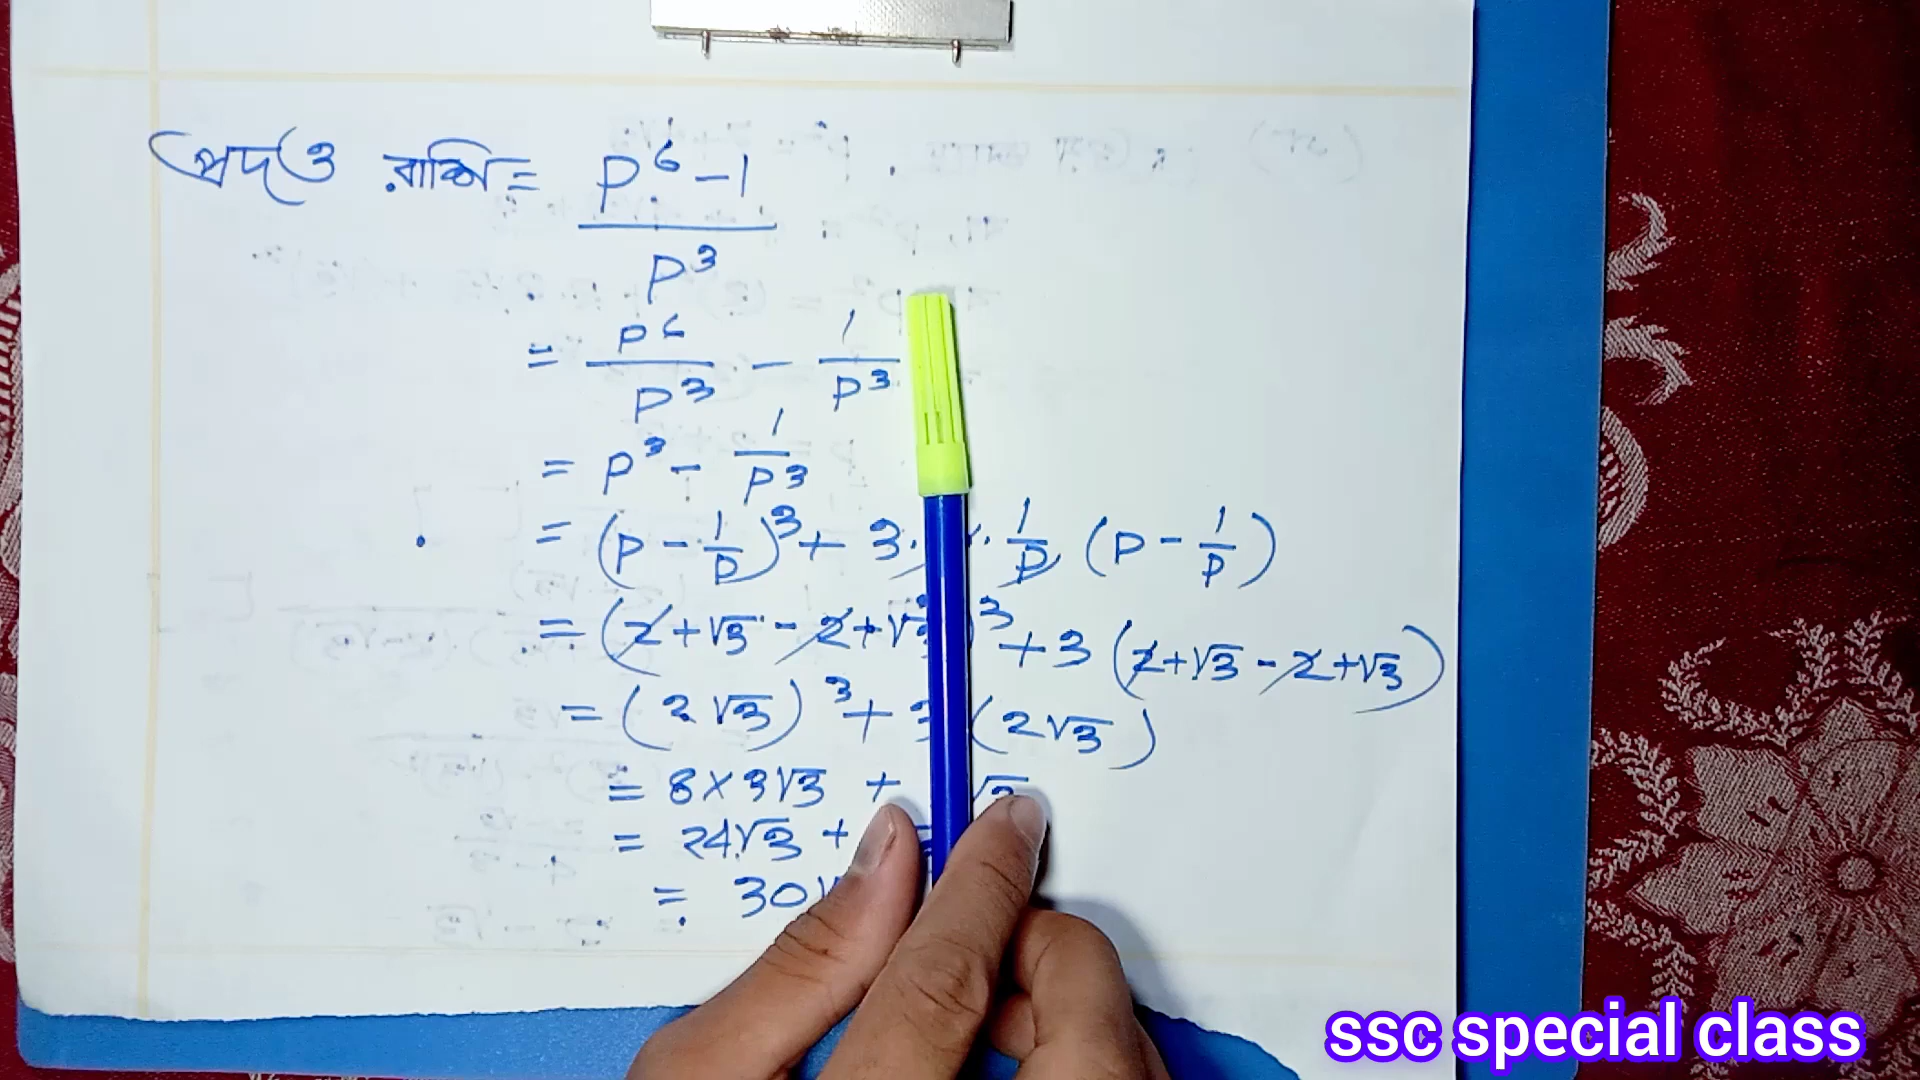 প্রদত্ত রাশি = P⁶ - 1 / P³
= P⁶ / P³ - 1 / P³
= P³ - 1 / P³
= (P - 1/P)³ + 3 · · 1/P (P - 1/P)
= (2 + √3 - 2 + √3)³ + 3 (2 + √3 - 2 + √3)
= (2√3)³ + 3 (2√3)
= 8 × 3√3 + √3
= 24√3 +
= 30√
ssc special class